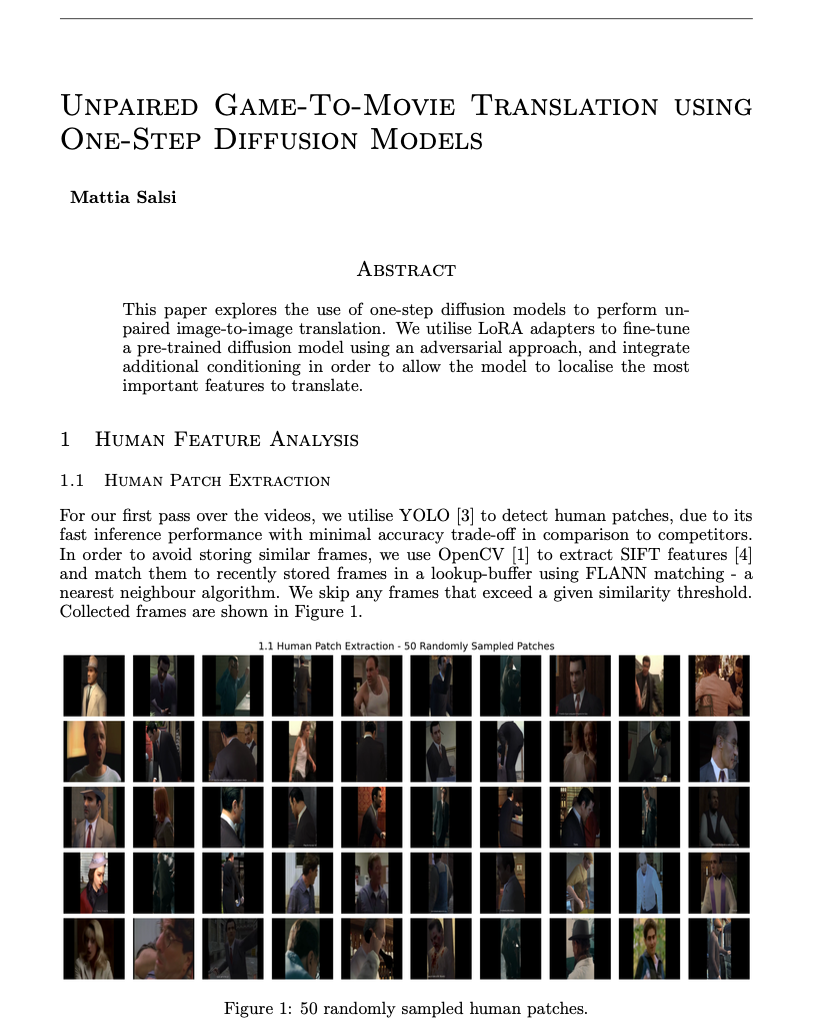 Unpaired Game-To-Movie Translation using
One-Step Diffusion Models
Mattia Salsi
Abstract
This paper explores the use of one-step diffusion models to perform un-
paired image-to-image translation. We utilise LoRA adapters to fine-tune
a pre-trained diffusion model using an adversarial approach, and integrate
additional conditioning in order to allow the model to localise the most
important features to translate.
1 Human Feature Analysis
1.1 Human Patch Extraction
For our first pass over the videos, we utilise YOLO [3] to detect human patches, due to its
fast inference performance with minimal accuracy trade-off in comparison to competitors.
In order to avoid storing similar frames, we use OpenCV [1] to extract SIFT features [4]
and match them to recently stored frames in a lookup-buffer using FLANN matching - a
nearest neighbour algorithm. We skip any frames that exceed a given similarity threshold.
Collected frames are shown in Figure 1.
1.1 Human Patch Extraction - 50 Randomly Sampled Patches
Figure 1: 50 randomly sampled human patches.